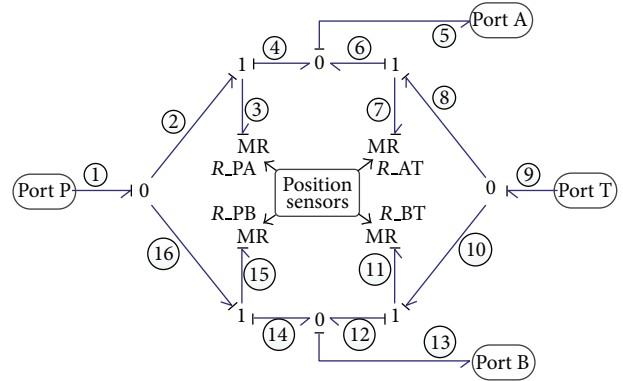 Port A
5
4
0
6
1
1
2
3
7
8
MR
MR
R_PA
R_AT
Port P
1
0
Position
sensors
0
9
Port T
R_PB
R_BT
MR
MR
16
15
11
10
1
14
0
12
1
13
Port B